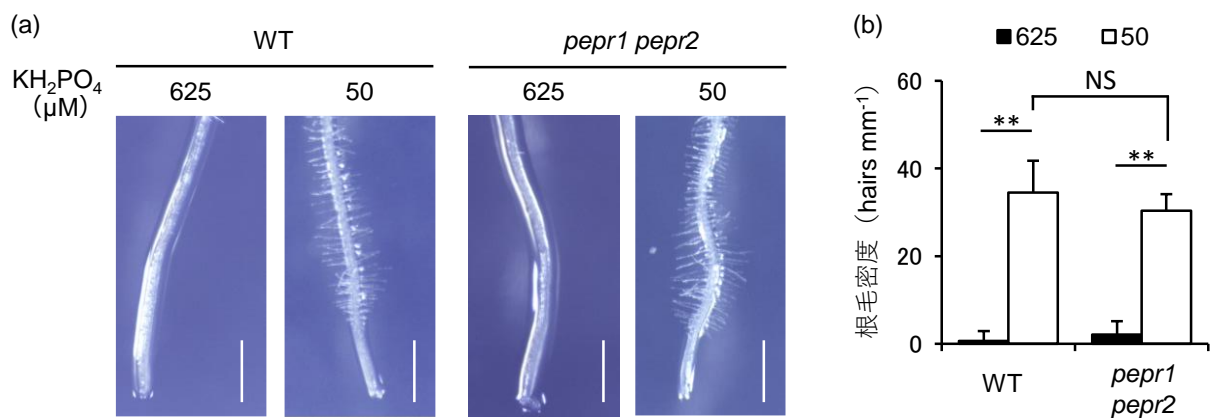 (a)
WT
pepr1 pepr2
KH₂PO₄
（μM）
625
50
625
50
(b)
■625 □50
根毛密度 （hairs mm⁻¹）
60
40
20
0
**
NS
**
WT
pepr1
pepr2